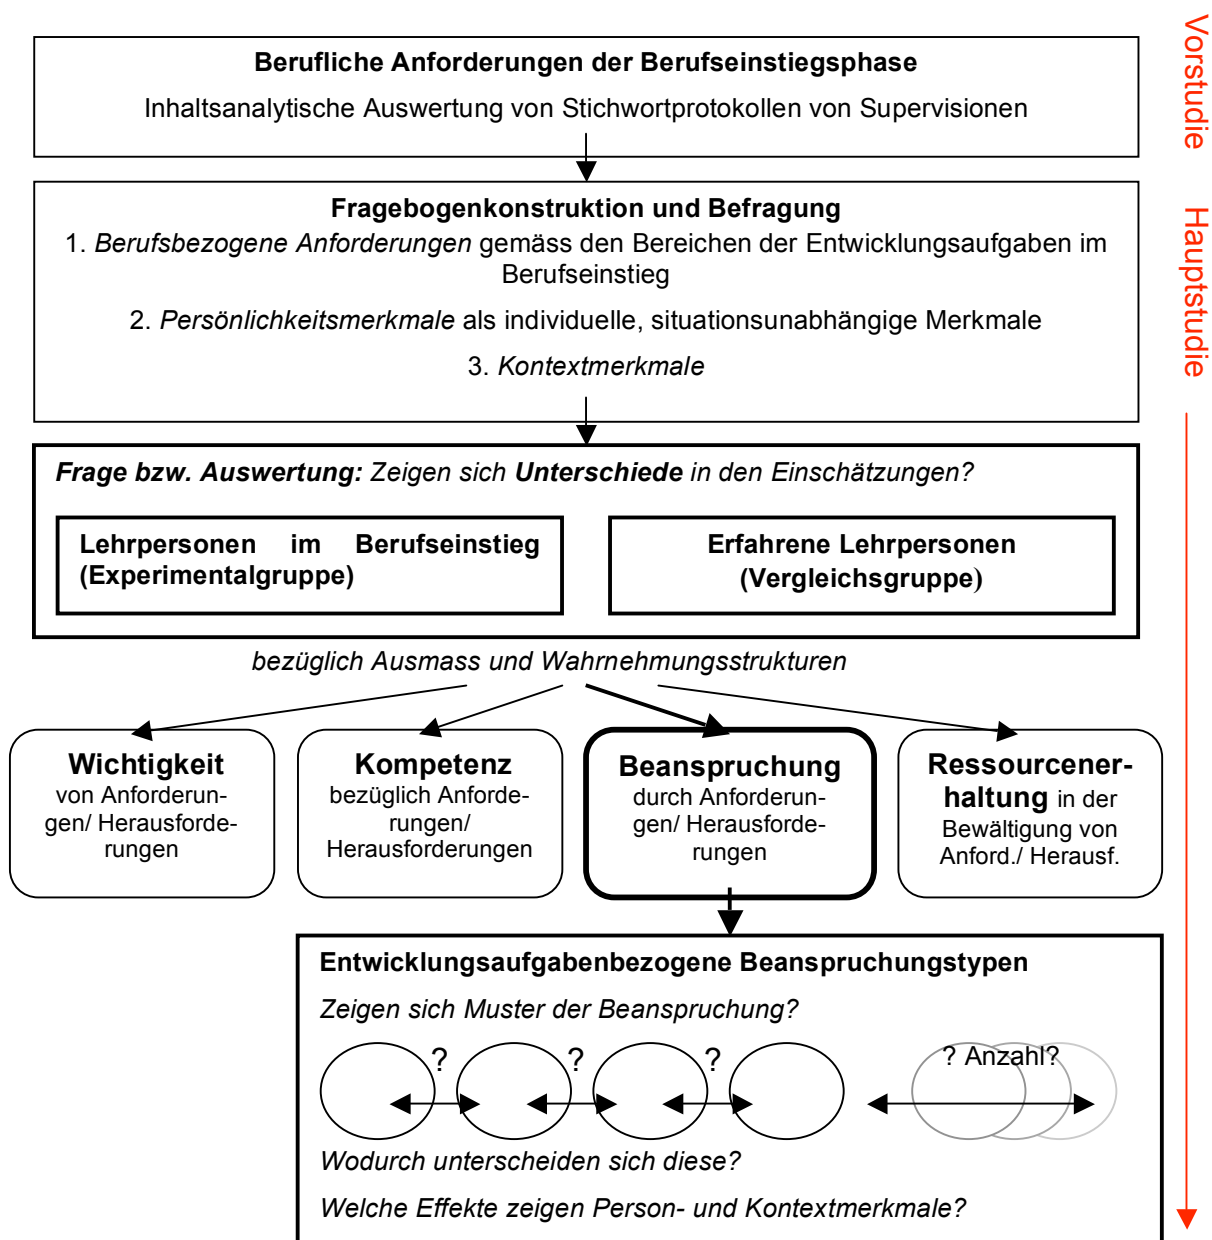 Vorstudie
Berufliche Anforderungen der Berufseinstiegsphase
Inhaltsanalytische Auswertung von Stichwortprotokollen von Supervisionen
Hauptstudie
Fragebogenkonstruktion und Befragung
1. Berufsbezogene Anforderungen gemäss den Bereichen der Entwicklungsaufgaben im
Berufseinstieg
2. Persönlichkeitsmerkmale als individuelle, situationsunabhängige Merkmale
3. Kontextmerkmale
Frage bzw. Auswertung: Zeigen sich Unterschiede in den Einschätzungen?
Lehrpersonen im Berufseinstieg
(Experimentalgruppe)
Erfahrene Lehrpersonen
(Vergleichsgruppe)
bezüglich Ausmass und Wahrnehmungsstrukturen
Wichtigkeit
von Anforderun-
gen/ Herausforde-
rungen
Kompetenz
bezüglich Anforde-
rungen/
Herausforderungen
Beanspruchung
durch Anforderun-
gen/ Herausforde-
rungen
Ressourcener-
haltung in der
Bewältigung von
Anford./ Herausf.
Entwicklungsaufgabenbezogene Beanspruchungstypen
Zeigen sich Muster der Beanspruchung?
? ? ? ? Anzahl?
Wodurch unterscheiden sich diese?
Welche Effekte zeigen Person- und Kontextmerkmale?